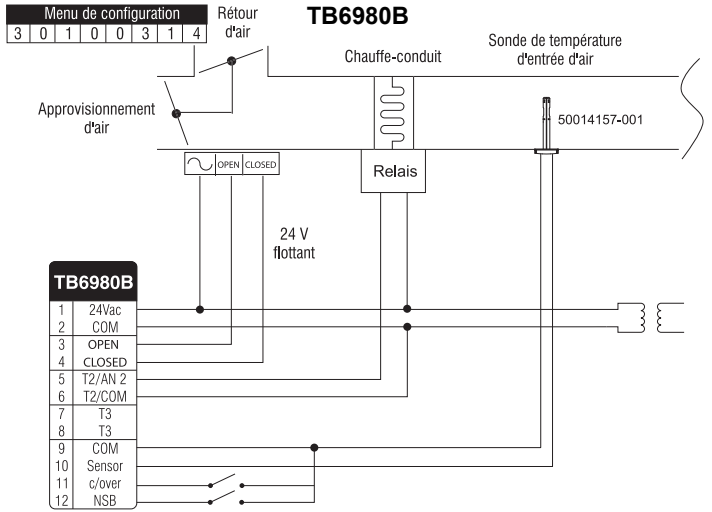 Menu de configuration
3 0 1 0 0 3 1 4
Rétour
d'air
TB6980B
Chauffe-conduit
Sonde de température
d'entrée d'air
Approvisionnement
d'air
50014157-001
OPEN CLOSED
Relais
24 V
flottant
TB6980B
1 24Vac
2 COM
3 OPEN
4 CLOSED
5 T2/AN 2
6 T2/COM
7 T3
8 T3
9 COM
10 Sensor
11 c/over
12 NSB